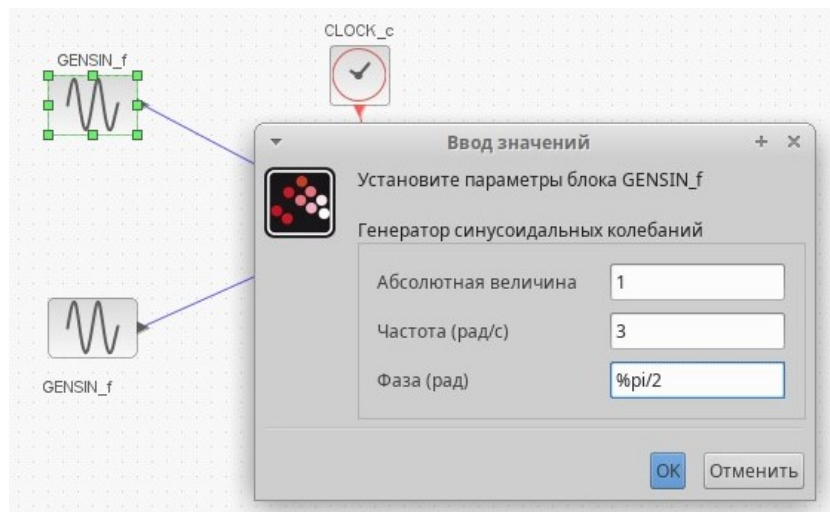 CLOCK_c
GENSIN_f
Ввод значений
Установите параметры блока GENSIN_f
Генератор синусоидальных колебаний
Абсолютная величина 1
Частота (рад/с) 3
Фаза (рад) %pi/2
GENSIN_f
OK Отменить